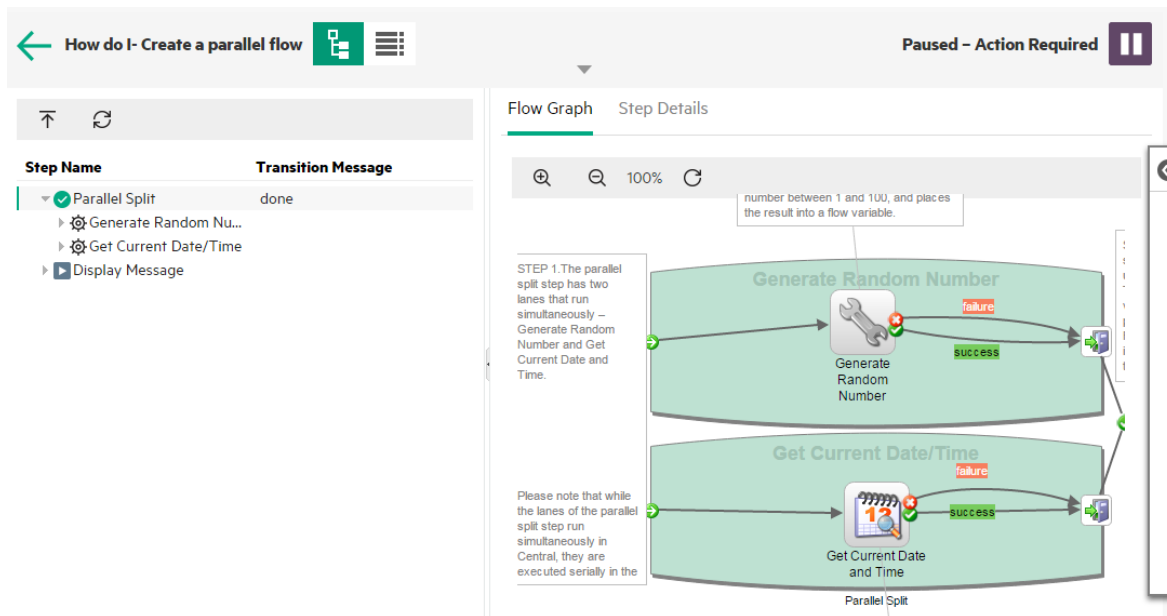 How do I- Create a parallel flow
Paused – Action Required
Step Name Transition Message
Parallel Split done
Generate Random Nu...
Get Current Date/Time
Display Message
Flow Graph Step Details
100%
number between 1 and 100, and places
the result into a flow variable.
STEP 1.The parallel
split step has two
lanes that run
simultaneously –
Generate Random
Number and Get
Current Date and
Time.
Generate Random Number
failure
success
Generate
Random
Number
Get Current Date/Time
failure
success
Please note that while
the lanes of the parallel
split step run
simultaneously in
Central, they are
executed serially in the
12
Get Current Date
and Time
Parallel Split